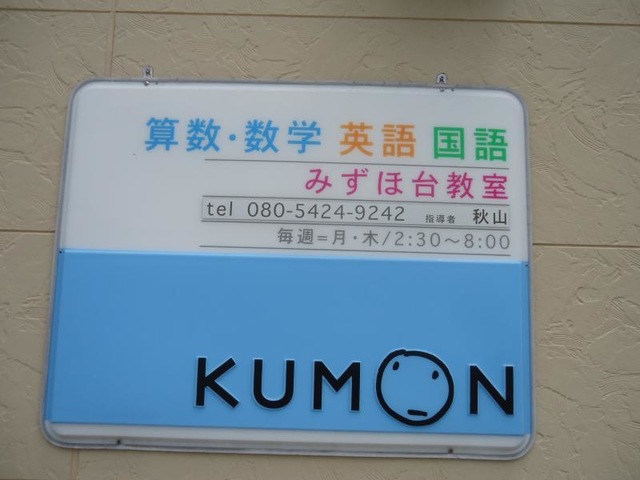 算数・数学 英語 国語
みずほ台教室
tel 080-5424-9242 指導者 秋山
毎週=月・木/2:30～8:00
KUMON